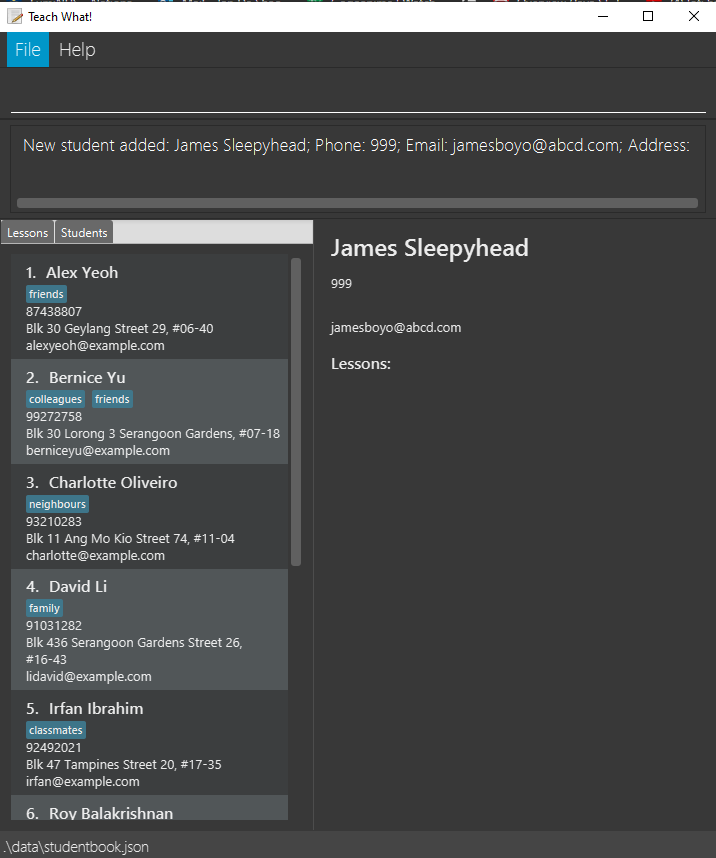 Teach What!
File Help
New student added: James Sleepyhead; Phone: 999; Email: jamesboyo@abcd.com; Address:
Lessons Students
1. Alex Yeoh
friends
87438807
Blk 30 Geylang Street 29, #06-40
alexyeoh@example.com
2. Bernice Yu
colleagues friends
99272758
Blk 30 Lorong 3 Serangoon Gardens, #07-18
berniceyu@example.com
3. Charlotte Oliveiro
neighbours
93210283
Blk 11 Ang Mo Kio Street 74, #11-04
charlotte@example.com
4. David Li
family
91031282
Blk 436 Serangoon Gardens Street 26,
#16-43
lidavid@example.com
5. Irfan Ibrahim
classmates
92492021
Blk 47 Tampines Street 20, #17-35
irfan@example.com
6. Roy Balakrishnan
James Sleepyhead
999
jamesboyo@abcd.com
Lessons:
.\data\studentbook.json